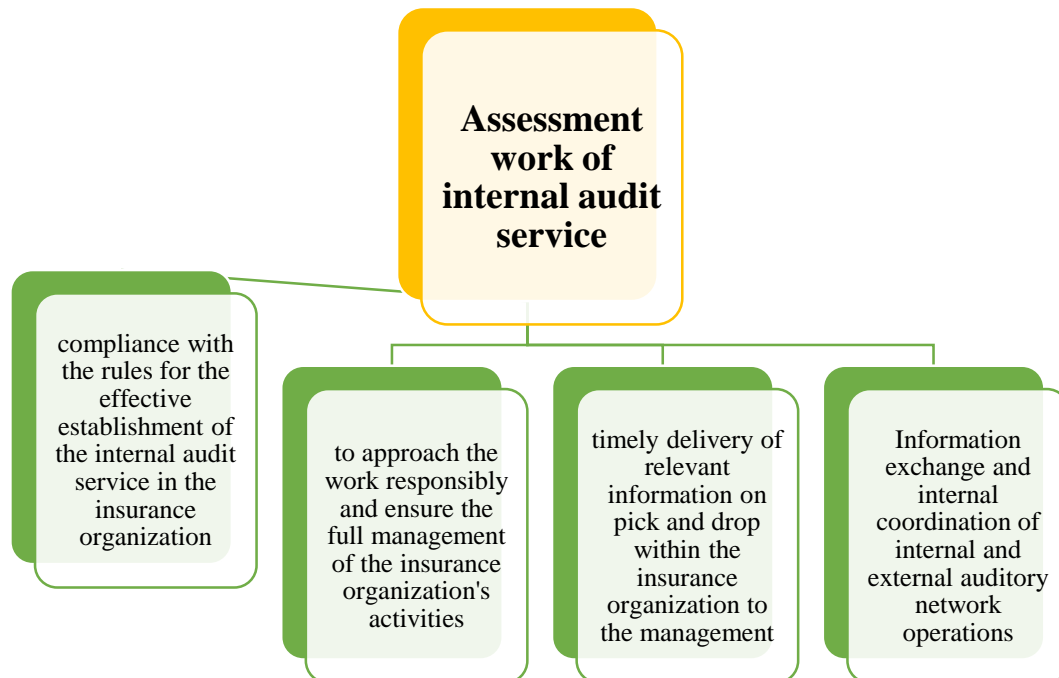 Assessment
work of
internal audit
service
compliance with
the rules for the
effective
establishment of
the internal audit
service in the
insurance
organization
to approach the
work responsibly
and ensure the
full management
of the insurance
organization's
activities
timely delivery of
relevant
information on
pick and drop
within the
insurance
organization to
the management
Information
exchange and
internal
coordination of
internal and
external auditory
network
operations